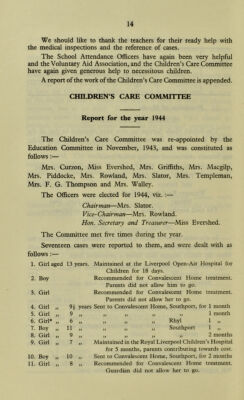 14
We should like to thank the teachers for their ready help with
the medical inspections and the reference of cases.
The School Attendance Officers have again been very helpful
and the Voluntary Aid Association, and the Children's Care Committee
have again given generous help to necessitous children.
A report of the work of the Children's Care Committee is appended.
CHILDREN'S CARE COMMITTEE
Report for the year 1944
The Children's Care Committee was re-appointed by the
Education Committee in November, 1943, and was constituted as
follows :—
Mrs. Curzon, Miss Evershed, Mrs. Griffiths, Mrs. Macgilp,
Mrs. Piddocke, Mrs. Rowland, Mrs. Slator, Mrs. Templeman,
Mrs. F. G. Thompson and Mrs. Walley.
The Officers were elected for 1944, viz. :—
Chairman—Mrs. Slator.
Vice-Chairman—Mrs. Rowland.
Hon. Secretary and Treasurer—Miss Evershed.
The Committee met five times during the year.
Seventeen cases were reported to them, and were dealt with as
follows :—
1. Girl aged 13 years. Maintained at the Liverpool Open-Air Hospital for
Children for 18 days.
2. Boy Recommended for Convalescent Home treatment.
Parents did not allow him to go.
3. Girl Recommended for Convalescent Home treatment.
Parents did not allow her to go.
4. Girl „ 9½ years Sent to Convalescent Home, Southport, for 1 month
5. Girl „ 9 „ „ „ „ „ 1 month
6. Girl* „ 6 „ „ „ „ Rhyl 1 „
7. Boy „ 11 „ „ „ „ Southport 1 „
8. Girl „ 9 „ „ „ „ „ 2 months
9. Girl „ 7 „ Maintained in the Royal Liverpool Children's Hospital
for 5 months, parents contributing towards cost.
10. Boy „ 10 „ Sent to Convalescent Home, Southport, for 2 months
11. Girl „ 8 „ Recommended for Convalescent Home treatment.
Guardian did not allow her to go.